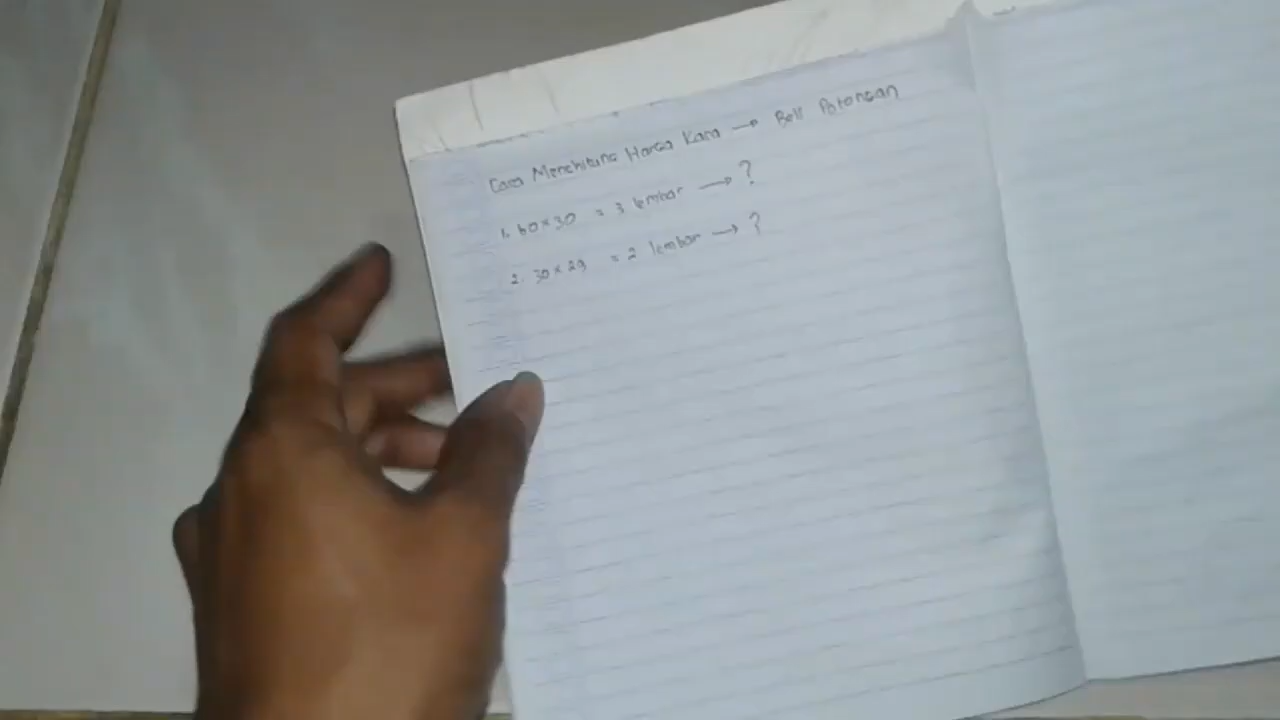 Cara Menghitung Harga Kaca → Beli Potongan
1. 60 x 30 = 3 lembar → ?
2. 30 x 29 = 2 lembar → ?